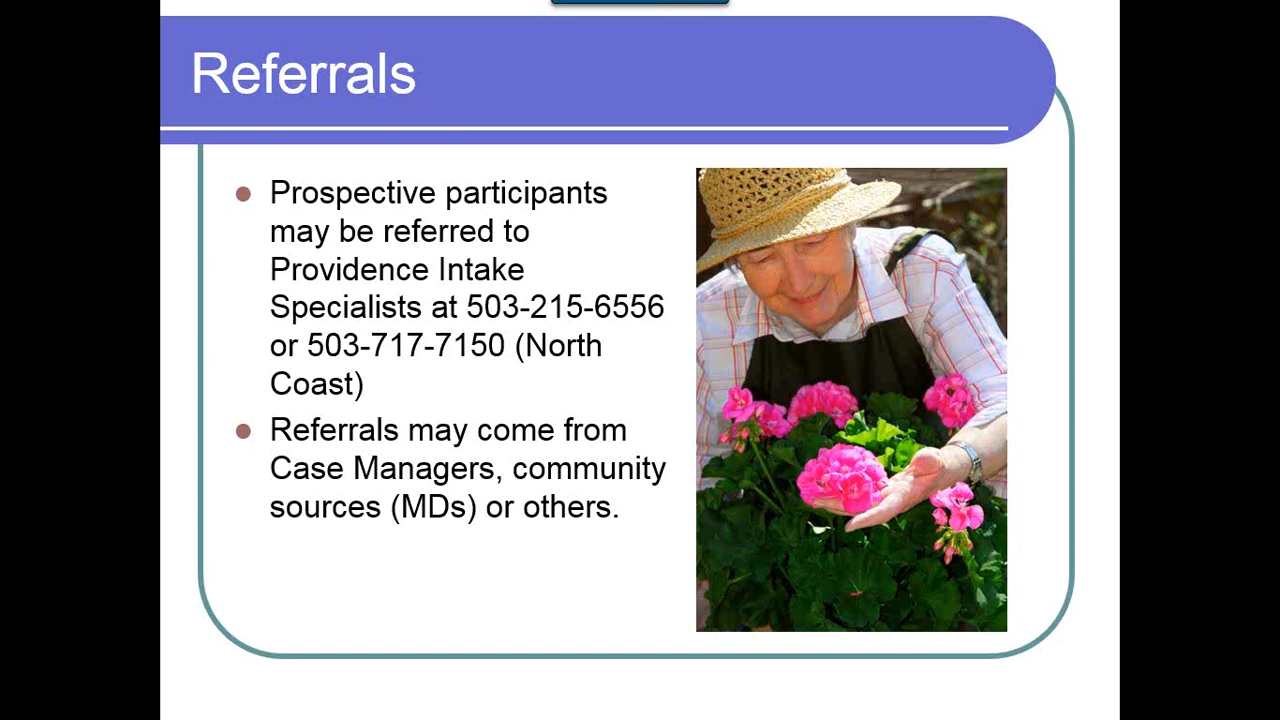 Referrals
Prospective participants
may be referred to
Providence Intake
Specialists at 503-215-6556
or 503-717-7150 (North
Coast)
Referrals may come from
Case Managers, community
sources (MDs) or others.